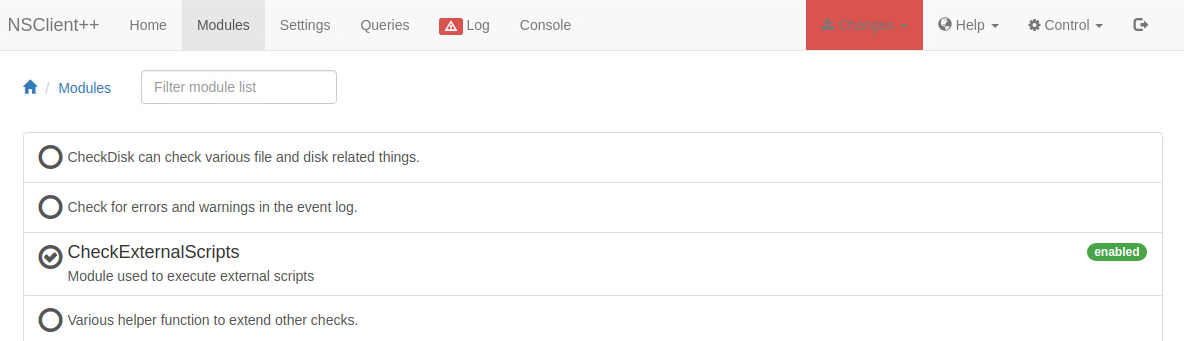 NSClient++ Home Modules Settings Queries Log Console Changes Help Control
/ Modules Filter module list
CheckDisk can check various file and disk related things.
Check for errors and warnings in the event log.
CheckExternalScripts enabled
Module used to execute external scripts
Various helper function to extend other checks.